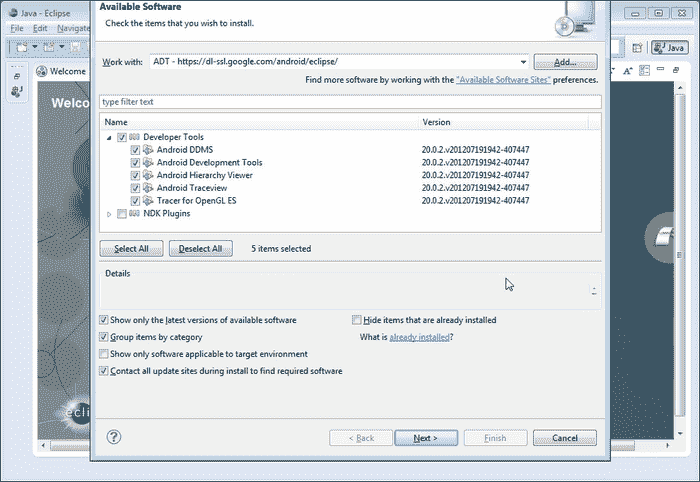 Java - Eclipse
File Edit Navigate
Java
Welcome
Welco
Available Software
Check the items that you wish to install.
Work with: ADT - https://dl-ssl.google.com/android/eclipse/ Add...
Find more software by working with the "Available Software Sites" preferences.
type filter text
Name Version
Developer Tools
Android DDMS 20.0.2.v201207191942-407447
Android Development Tools 20.0.2.v201207191942-407447
Android Hierarchy Viewer 20.0.2.v201207191942-407447
Android Traceview 20.0.2.v201207191942-407447
Tracer for OpenGL ES 20.0.2.v201207191942-407447
NDK Plugins
Select All Deselect All 5 items selected
Details
Show only the latest versions of available software Hide items that are already installed
Group items by category What is already installed?
Show only software applicable to target environment
Contact all update sites during install to find required software
ecli
< Back Next > Finish Cancel